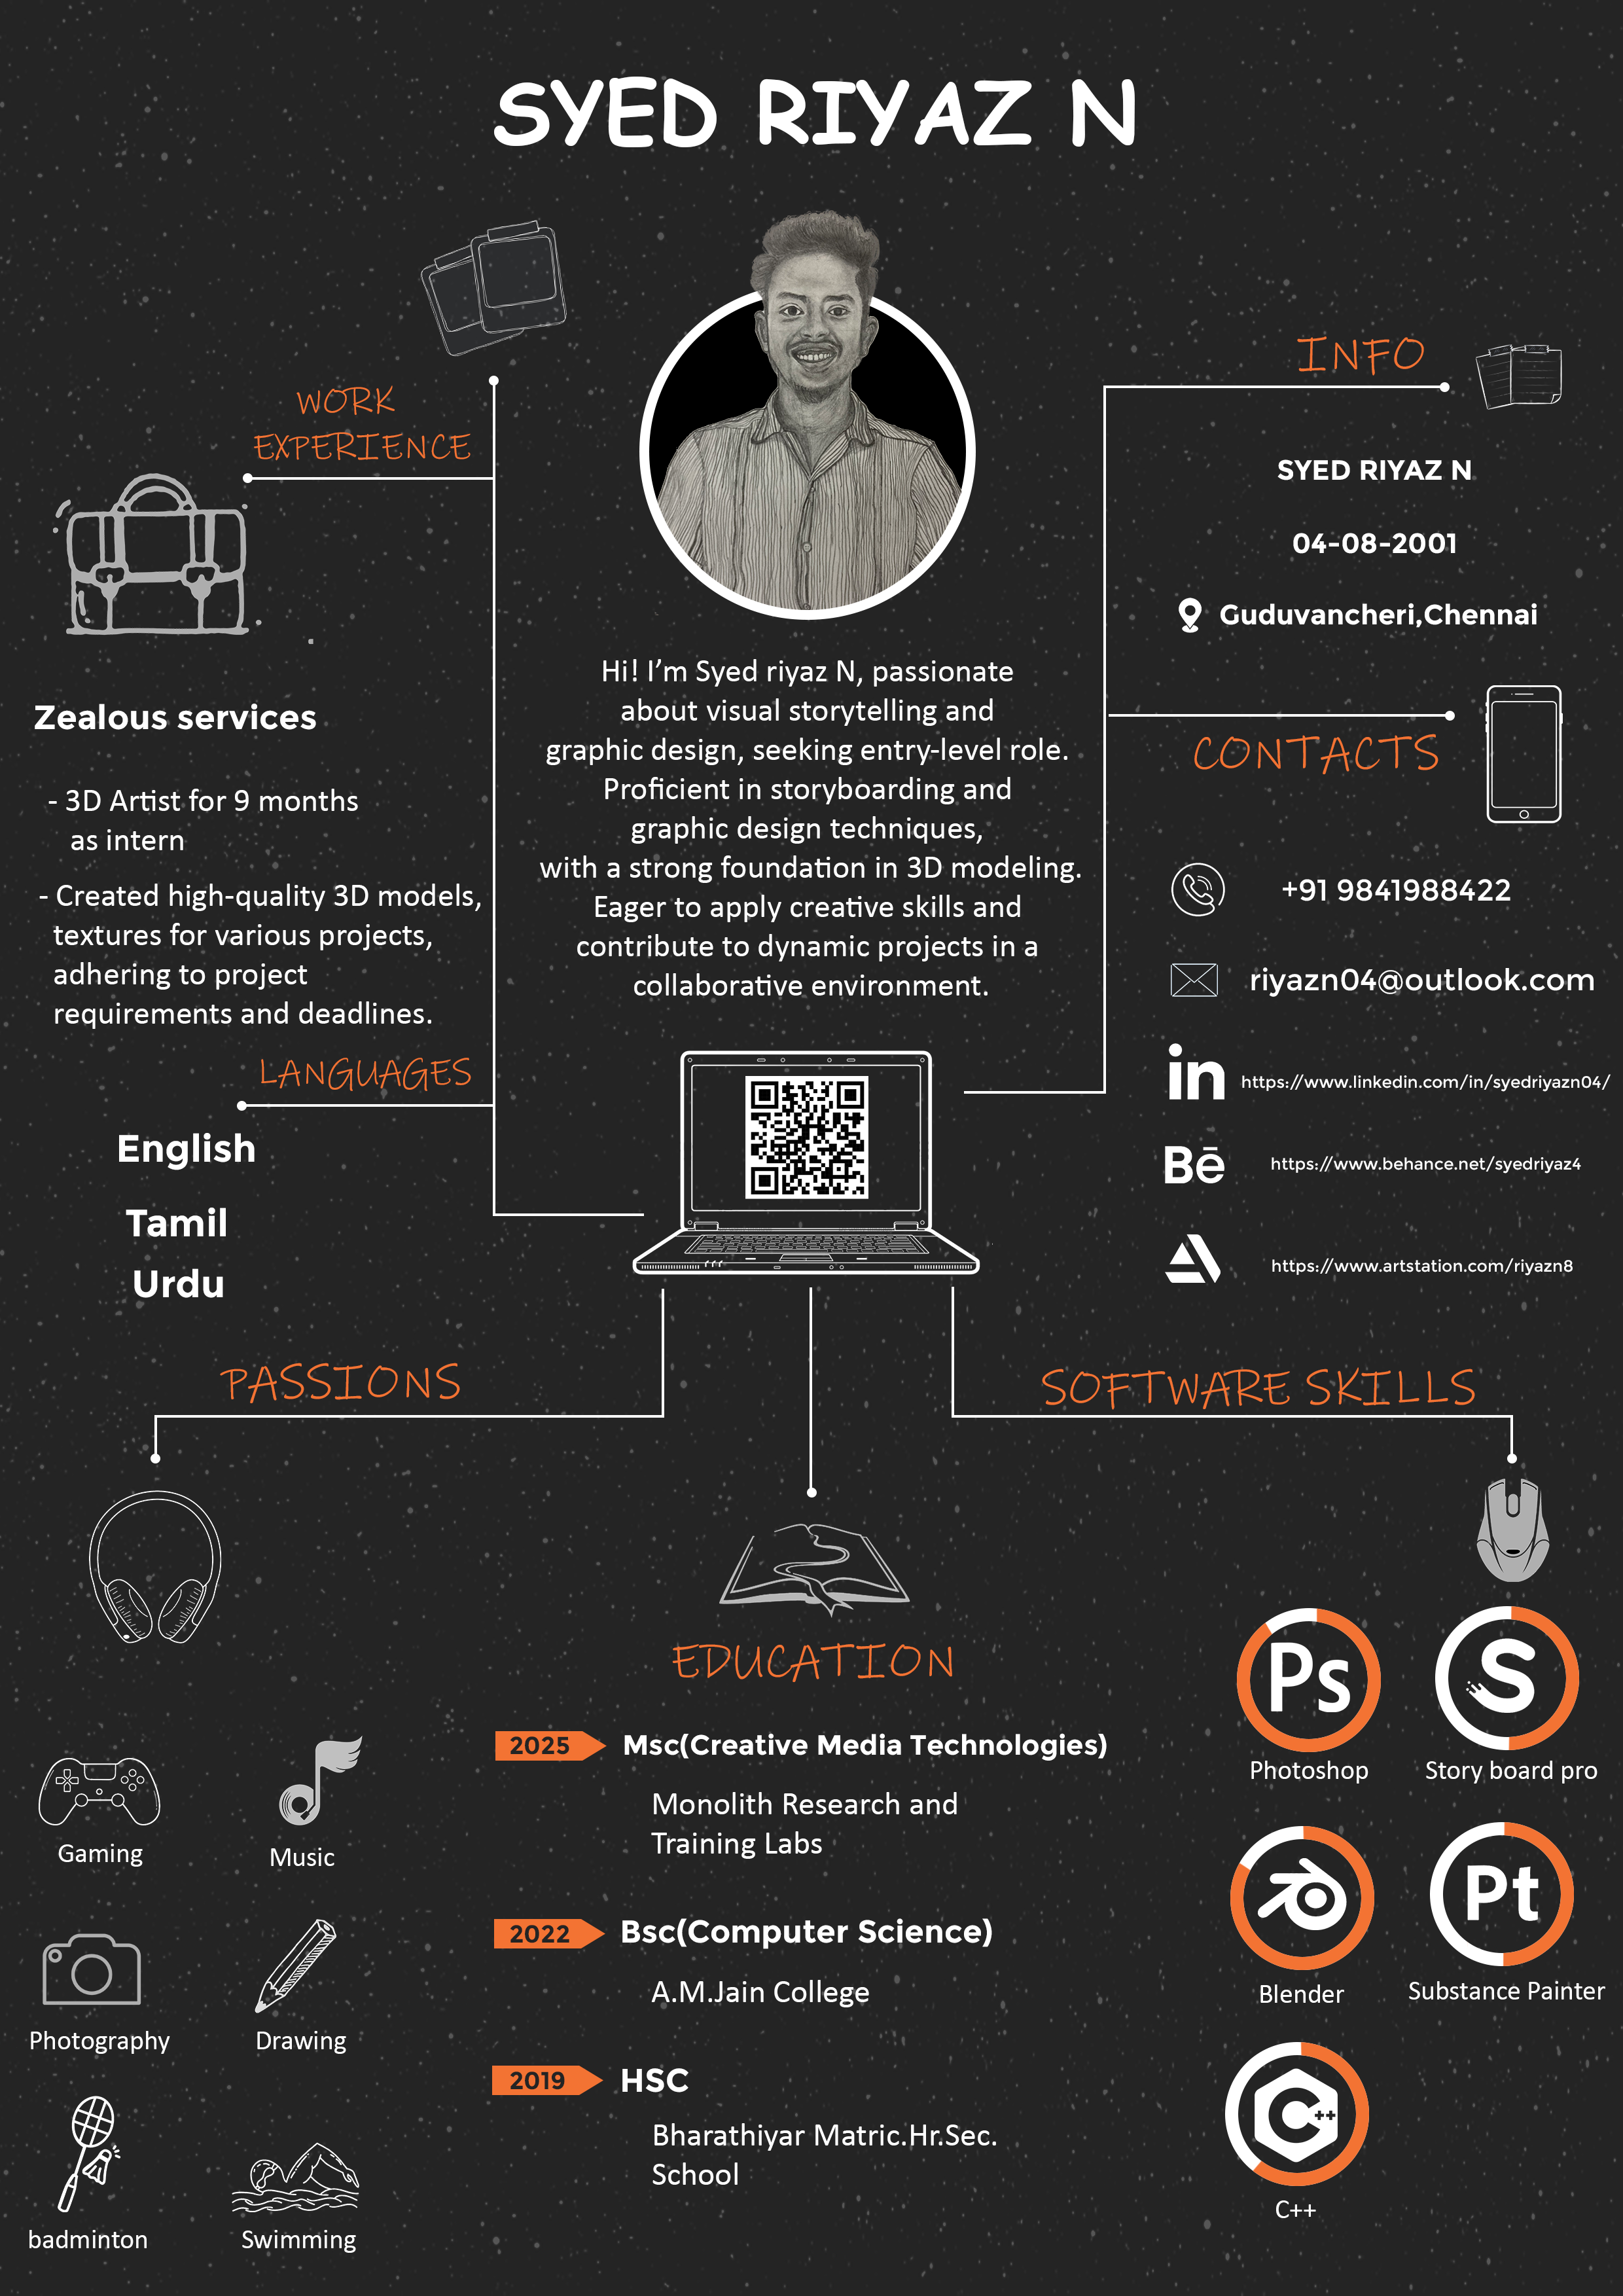 SYED RIYAZ N
WORK
EXPERIENCE
Zealous services
- 3D Artist for 9 months
as intern
- Created high-quality 3D models,
textures for various projects,
adhering to project
requirements and deadlines.
LANGUAGES
English
Tamil
Urdu
Hi! I’m Syed riyaz N, passionate
about visual storytelling and
graphic design, seeking entry-level role.
Proficient in storyboarding and
graphic design techniques,
with a strong foundation in 3D modeling.
Eager to apply creative skills and
contribute to dynamic projects in a
collaborative environment.
INFO
SYED RIYAZ N
04-08-2001
Guduvancheri,Chennai
CONTACTS
+91 9841988422
riyazn04@outlook.com
in https://www.linkedin.com/in/syedriyazn04/
Bē https://www.behance.net/syedriyaz4
https://www.artstation.com/riyazn8
PASSIONS
Gaming
Music
Photography
Drawing
badminton
Swimming
EDUCATION
2025 Msc(Creative Media Technologies)
Monolith Research and
Training Labs
2022 Bsc(Computer Science)
A.M.Jain College
2019 HSC
Bharathiyar Matric.Hr.Sec.
School
SOFTWARE SKILLS
Ps
Photoshop
S
Story board pro
Blender
Pt
Substance Painter
C++
C++